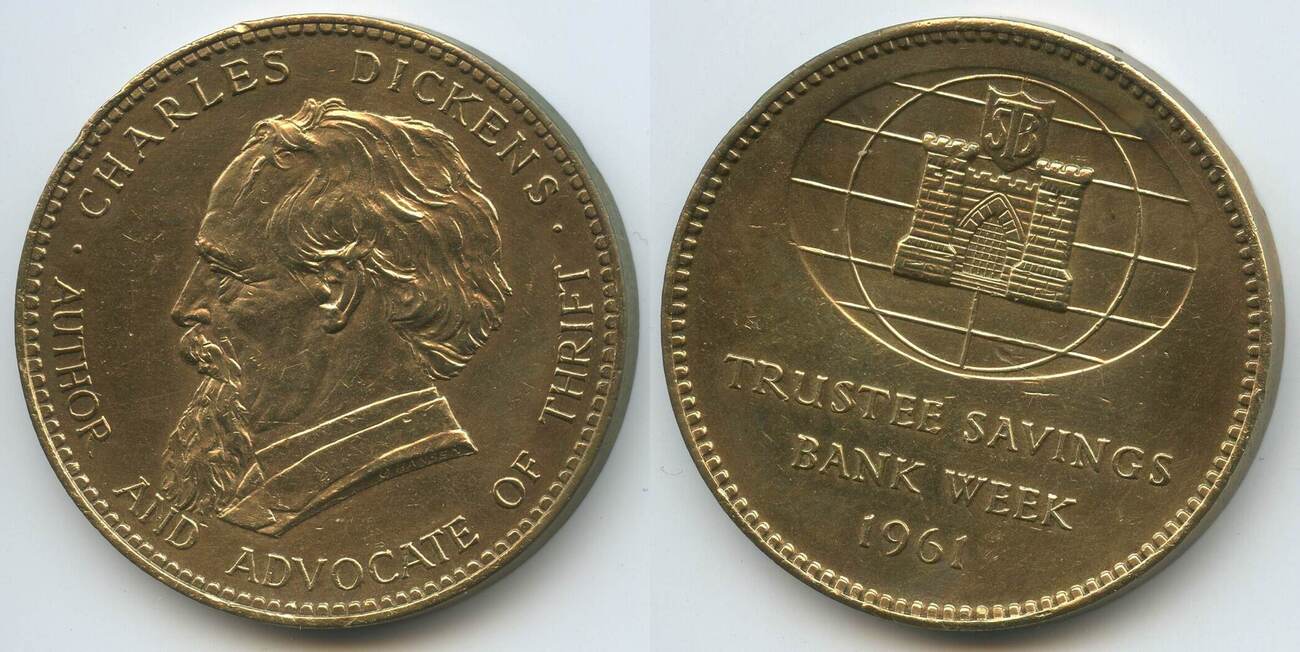 · CHARLES DICKENS ·
AUTHOR AND ADVOCATE OF THRIFT
TSB
TRUSTEE SAVINGS
BANK WEEK
1961